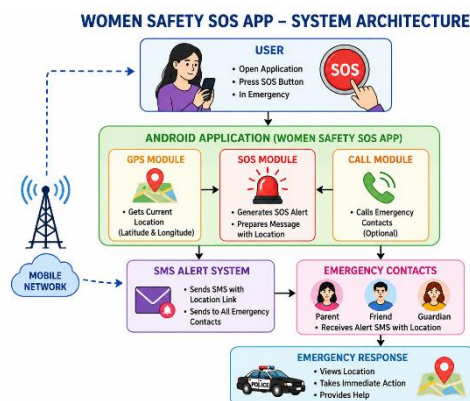 WOMEN SAFETY SOS APP – SYSTEM ARCHITECTURE
USER
• Open Application
• Press SOS Button
• In Emergency
SOS
ANDROID APPLICATION (WOMEN SAFETY SOS APP)
GPS MODULE
• Gets Current
Location
(Latitude & Longitude)
SOS MODULE
• Generates SOS Alert
• Prepares Message
with Location
CALL MODULE
• Calls Emergency
Contacts
(Optional)
MOBILE
NETWORK
SMS ALERT SYSTEM
• Sends SMS with
Location Link
• Sends to All Emergency
Contacts
EMERGENCY CONTACTS
Parent
Friend
Guardian
• Receives Alert SMS with Location
EMERGENCY RESPONSE
• Views Location
• Takes Immediate Action
• Provides Help
POLICE